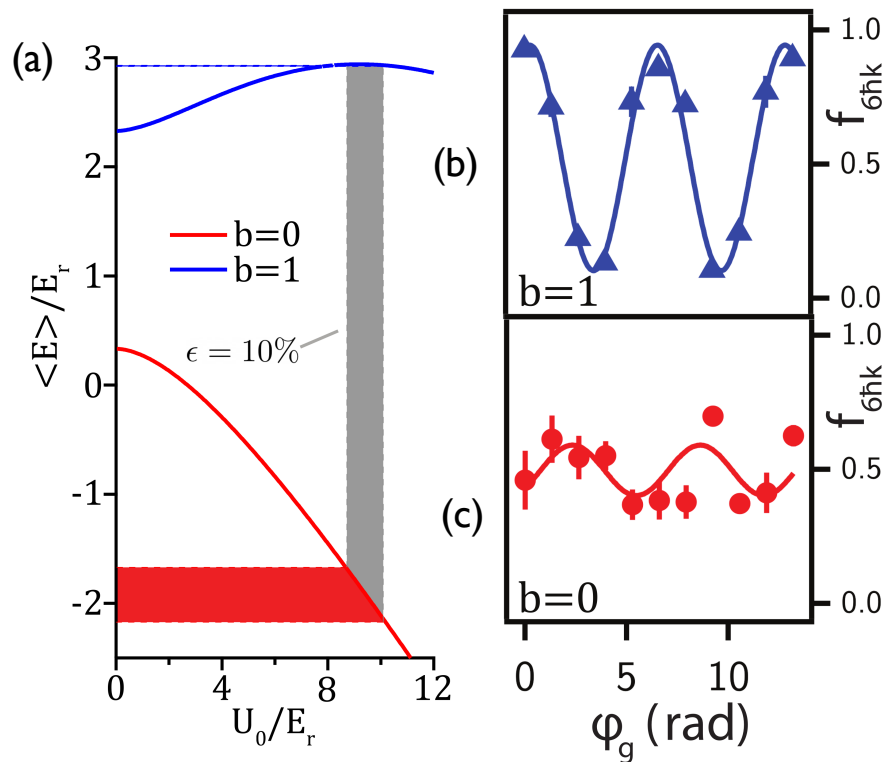 (a)
3
2
1
0
-1
-2
<E>/E_r
b=0
b=1
ϵ = 10%
0 4 8 12
U_0/E_r
(b)
b=1
1.0
0.5
0.0
f_6ħk
(c)
b=0
1.0
0.5
0.0
f_6ħk
0 5 10
φ_g (rad)